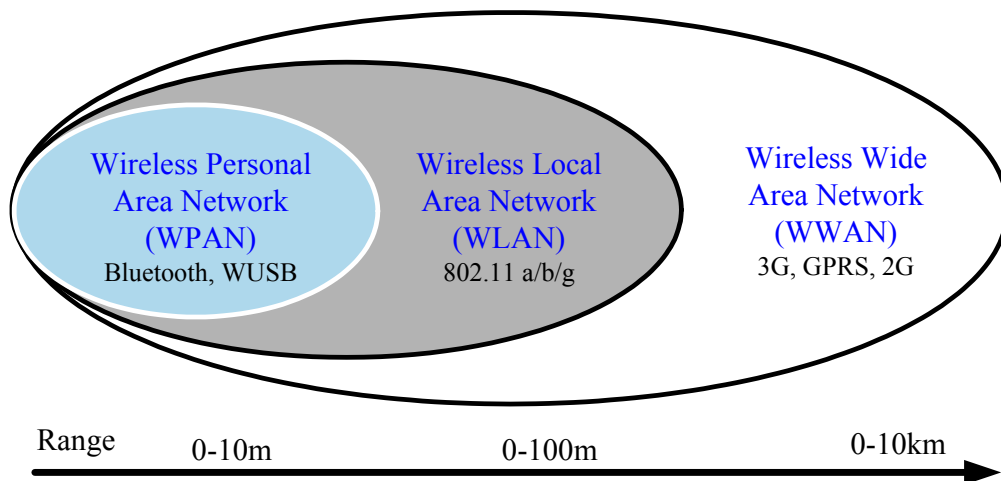 Wireless Personal
Area Network
(WPAN)
Bluetooth, WUSB
Wireless Local
Area Network
(WLAN)
802.11 a/b/g
Wireless Wide
Area Network
(WWAN)
3G, GPRS, 2G
Range
0-10m
0-100m
0-10km